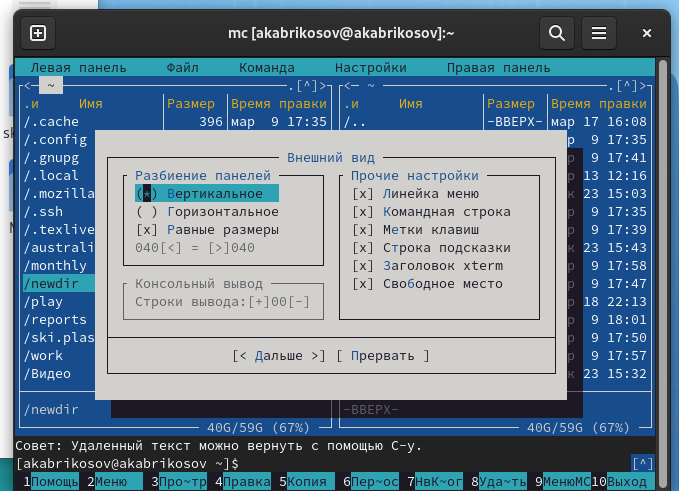 mc [akabrikosov@akabrikosov]:~
Левая панель Файл Команда Настройки Правая панель
<─ ~ .[^]> <─ ~ .[^]>
.и Имя Размер Время правки .и Имя Размер Время правки
/.cache 396 мар 9 17:35 /.. -ВВЕРХ- мар 17 16:08
/.config р 9 17:35
Внешний вид
/.gnupg р 9 17:41
/.local Разбиение панелей Прочие настройки р 13 12:16
/.mozilla (*) Вертикальное [x] Линейка меню 23 15:03
/.ssh ( ) Горизонтальное [x] Командная строка р 9 17:35
/.texlive [x] Равные размеры [x] Метки клавиш р 9 17:39
/australi 040[<] = [>]040 [x] Строка подсказки к 23 15:43
/monthly [x] Заголовок xterm р 9 17:58
/newdir Консольный вывод [x] Свободное место р 9 17:47
/play Строки вывода:[+]00[-] р 18 22:13
/reports р 9 18:01
/ski.plas р 9 17:50
/work [< Дальше >] [ Прервать ] р 9 17:57
/Видео к 23 15:32
/newdir -ВВЕРХ-
40G/59G (67%) 40G/59G (67%)
Совет: Удаленный текст можно вернуть с помощью C-y.
[akabrikosov@akabrikosov ~]$ [^]
1Помощь 2Меню 3Про~тр 4Правка 5Копия 6Пер~ос 7НвК~ог 8Уда~ть 9МенюMC 10Выход